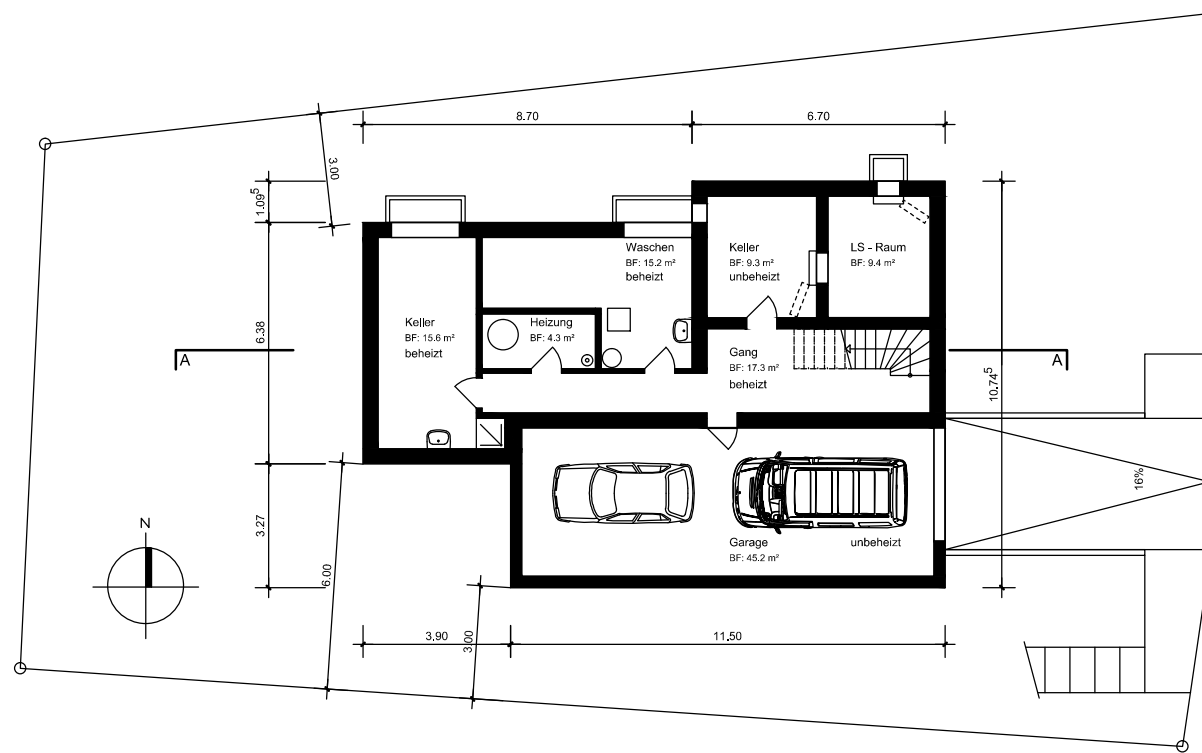 8.70
6.70
3.00
1.09⁵
Waschen
BF: 15.2 m²
beheizt
Keller
BF: 9.3 m²
unbeheizt
LS - Raum
BF: 9.4 m²
6.38
Keller
BF: 15.6 m²
beheizt
Heizung
BF: 4.3 m²
Gang
BF: 17.3 m²
beheizt
A
A
10.74⁵
16%
3.27
N
Garage
BF: 45.2 m²
unbeheizt
6.00
3.00
3.90
11.50